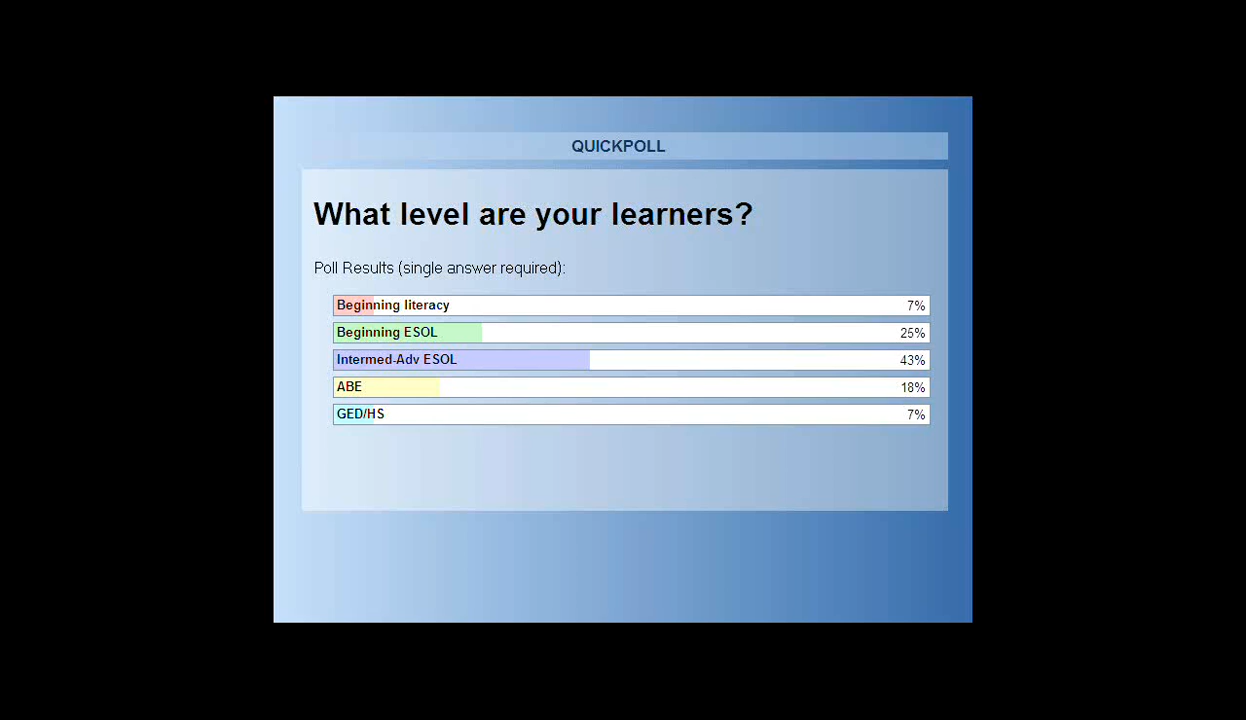 QUICKPOLL
What level are your learners?
Poll Results (single answer required):
Beginning literacy 7%
Beginning ESOL 25%
Intermed-Adv ESOL 43%
ABE 18%
GED/HS 7%